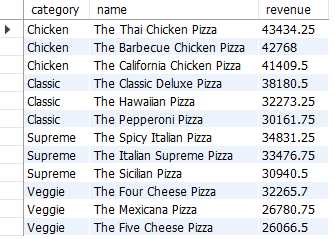 category name revenue
Chicken The Thai Chicken Pizza 43434.25
Chicken The Barbecue Chicken Pizza 42768
Chicken The California Chicken Pizza 41409.5
Classic The Classic Deluxe Pizza 38180.5
Classic The Hawaiian Pizza 32273.25
Classic The Pepperoni Pizza 30161.75
Supreme The Spicy Italian Pizza 34831.25
Supreme The Italian Supreme Pizza 33476.75
Supreme The Sicilian Pizza 30940.5
Veggie The Four Cheese Pizza 32265.7
Veggie The Mexicana Pizza 26780.75
Veggie The Five Cheese Pizza 26066.5